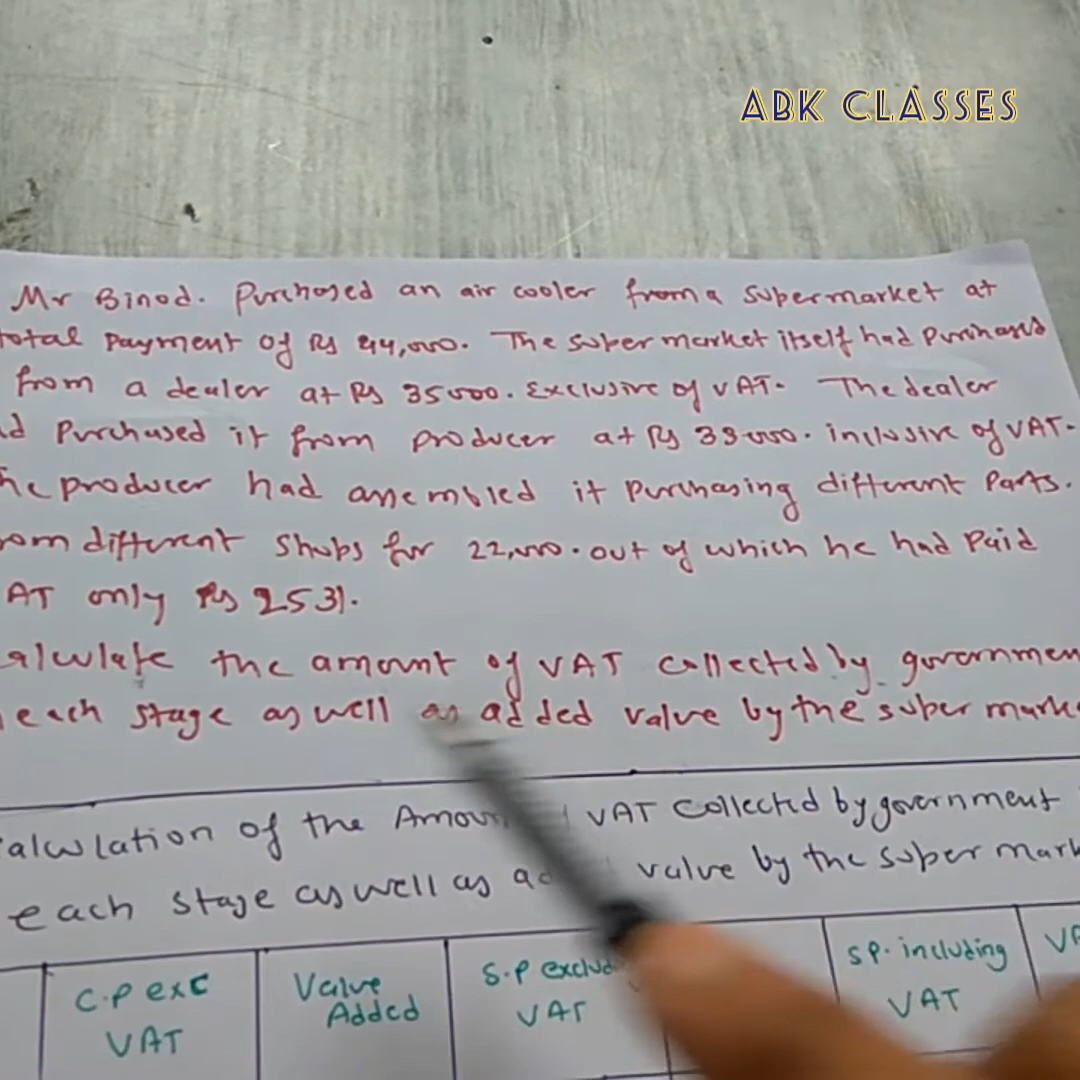 ABK CLASSES
Mr Binod. Purchased an air cooler from a supermarket at
total payment of Rs 44,000. The super market itself had Purchased
from a dealer at Rs 35000. Exclusive of VAT. The dealer
d Purchased it from producer at Rs 33000. inclusive of VAT.
he producer had assembled it purchasing different Parts.
rom different Shops for 22,000. out of which he had Paid
AT only Rs 2531.
alculate the amount of VAT collected by governmen
each stage as well as added value by the super mark
alculation of the Amoun VAT collected by government
each stage as well as ad value by the super mark
C.P exc
VAT
Value
Added
S.P exclud
VAT
SP. including
VAT
VA